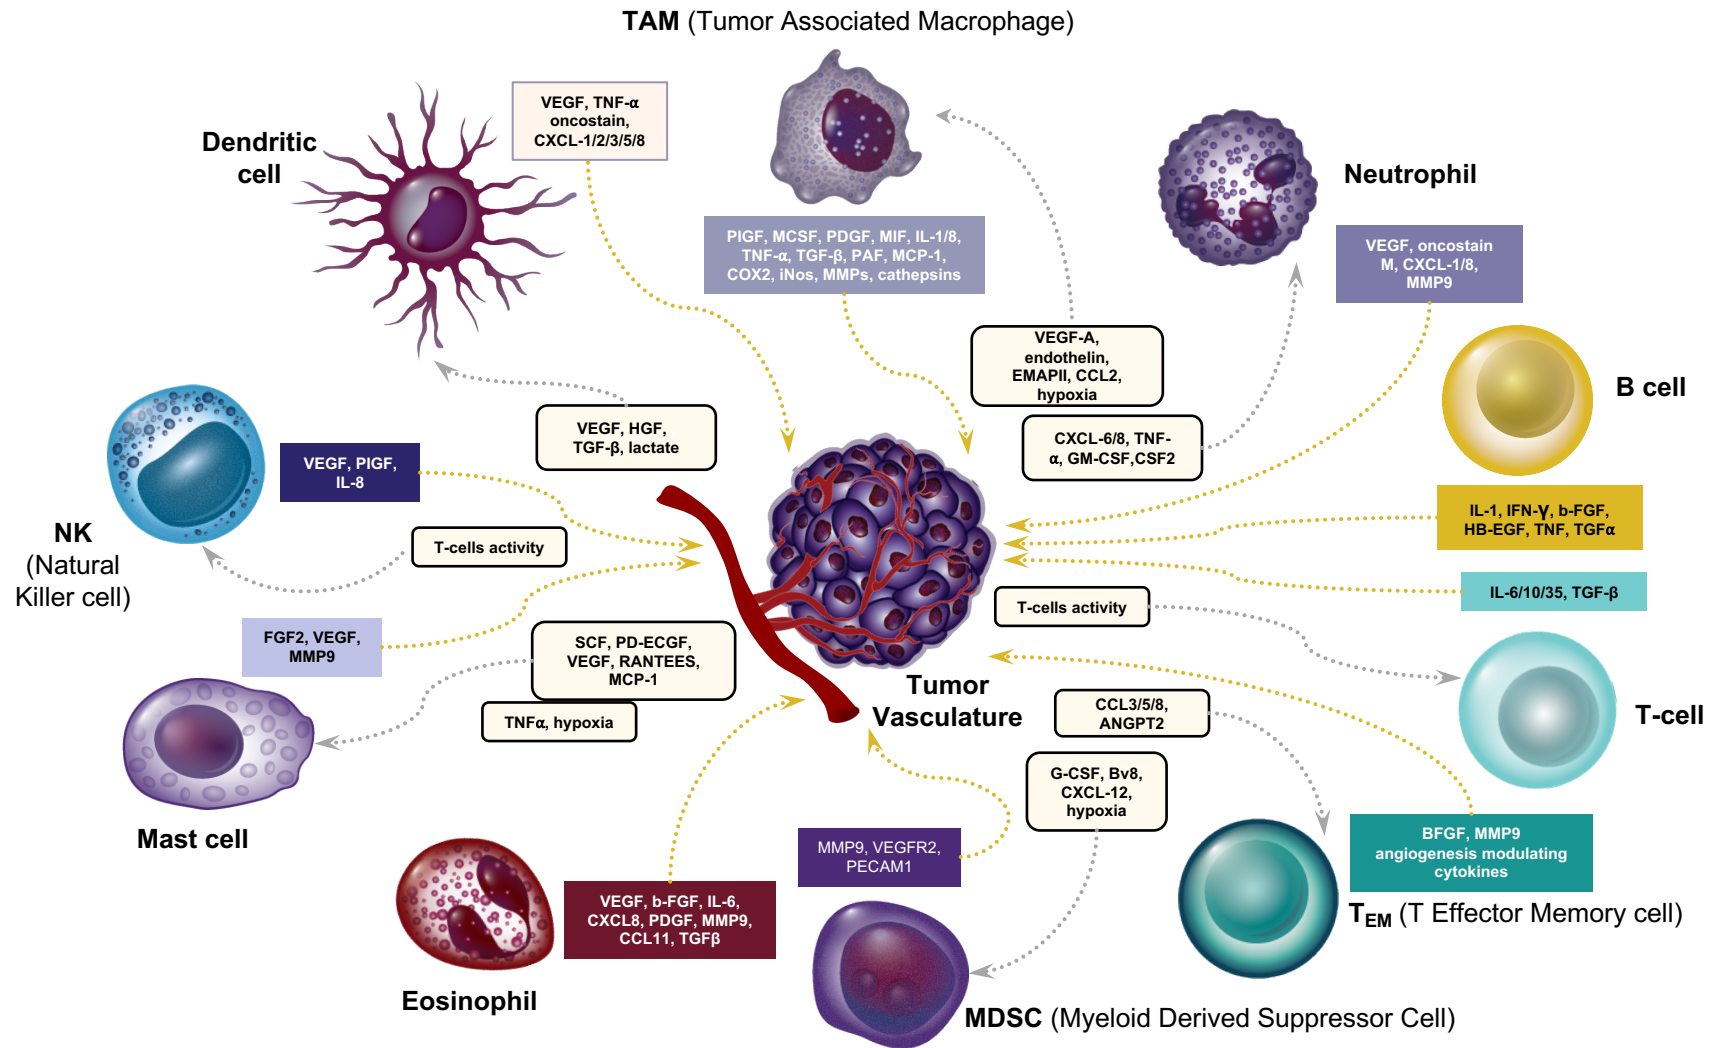 TAM (Tumor Associated Macrophage)
VEGF, TNF-α
oncostain,
CXCL-1/2/3/5/8
Dendritic
cell
Neutrophil
PIGF, MCSF, PDGF, MIF, IL-1/8,
TNF-α, TGF-β, PAF, MCP-1,
COX2, iNos, MMPs, cathepsins
VEGF, oncostain
M, CXCL-1/8,
MMP9
VEGF-A,
endothelin,
EMAPII, CCL2,
hypoxia
B cell
VEGF, HGF,
TGF-β, lactate
CXCL-6/8, TNF-
α, GM-CSF,CSF2
VEGF, PIGF,
IL-8
IL-1, IFN-γ, b-FGF,
HB-EGF, TNF, TGFα
NK
(Natural
Killer cell)
T-cells activity
IL-6/10/35, TGF-β
T-cells activity
FGF2, VEGF,
MMP9
SCF, PD-ECGF,
VEGF, RANTEES,
MCP-1
TNFα, hypoxia
Tumor
Vasculature
CCL3/5/8,
ANGPT2
T-cell
G-CSF, Bv8,
CXCL-12,
hypoxia
Mast cell
MMP9, VEGFR2,
PECAM1
BFGF, MMP9
angiogenesis modulating
cytokines
VEGF, b-FGF, IL-6,
CXCL8, PDGF, MMP9,
CCL11, TGFβ
TEM (T Effector Memory cell)
Eosinophil
MDSC (Myeloid Derived Suppressor Cell)